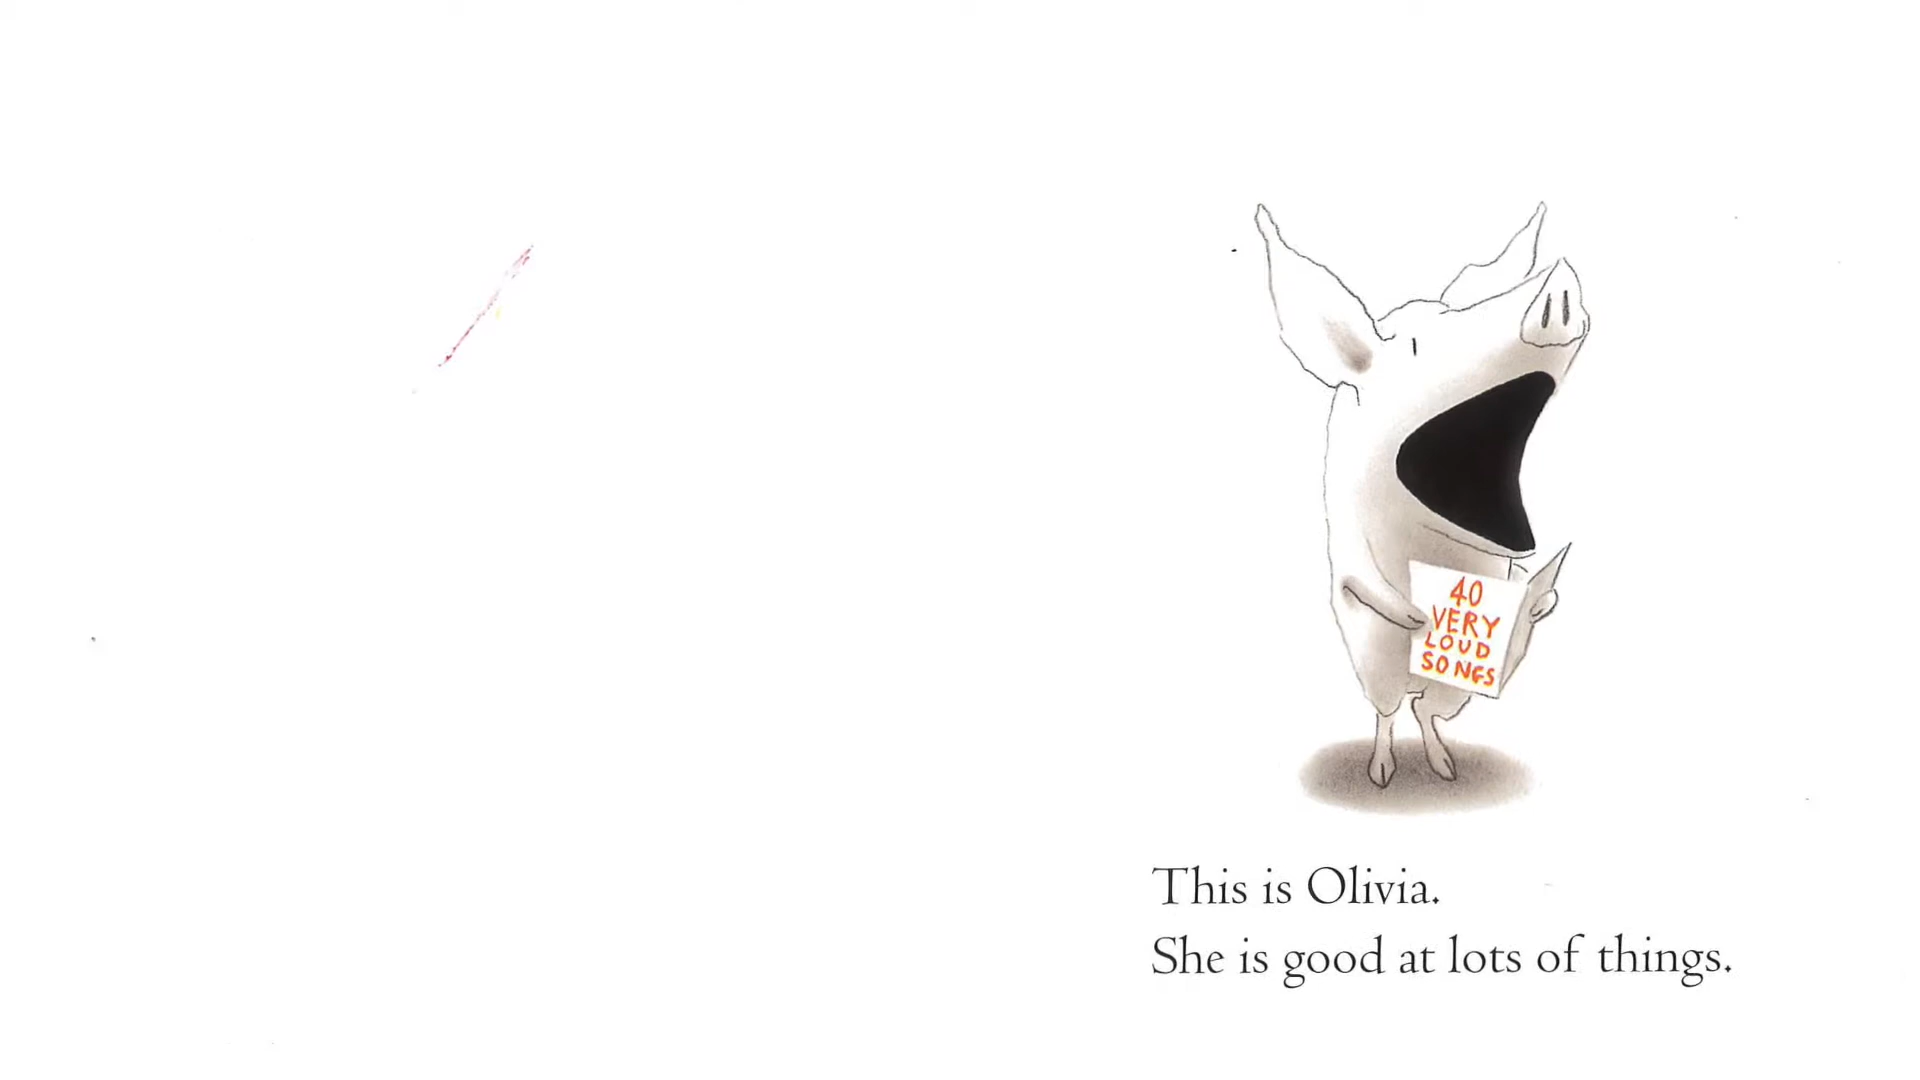 40
VERY
LOUD
SONGS
This is Olivia.
She is good at lots of things.